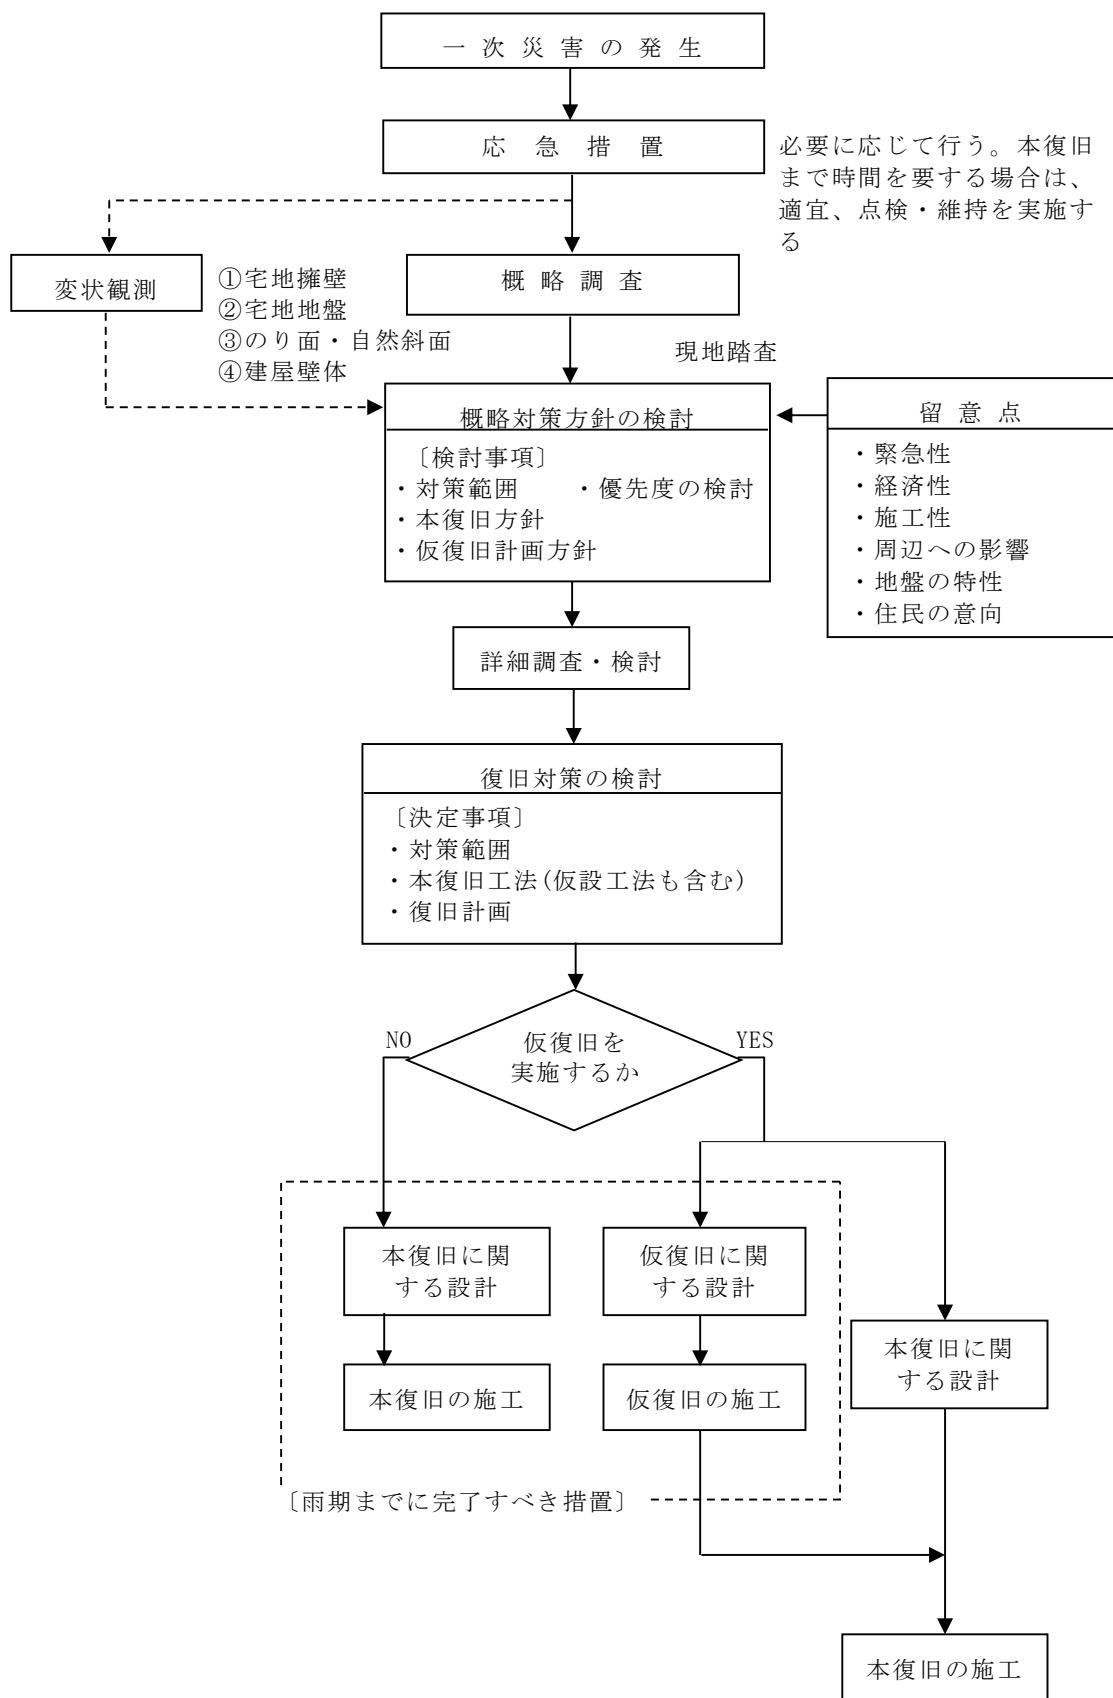 一次災害の発生
応急措置
必要に応じて行う。本復旧
まで時間を要する場合は、
適宜、点検・維持を実施す
る
変状観測
①宅地擁壁
②宅地地盤
③のり面・自然斜面
④建屋壁体
概略調査
現地踏査
概略対策方針の検討
〔検討事項〕
・対策範囲 ・優先度の検討
・本復旧方針
・仮復旧計画方針
留意点
・緊急性
・経済性
・施工性
・周辺への影響
・地盤の特性
・住民の意向
詳細調査・検討
復旧対策の検討
〔決定事項〕
・対策範囲
・本復旧工法(仮設工法も含む)
・復旧計画
NO
仮復旧を
実施するか
YES
本復旧に関
する設計
仮復旧に関
する設計
本復旧に関
する設計
本復旧の施工
仮復旧の施工
〔雨期までに完了すべき措置〕
本復旧の施工